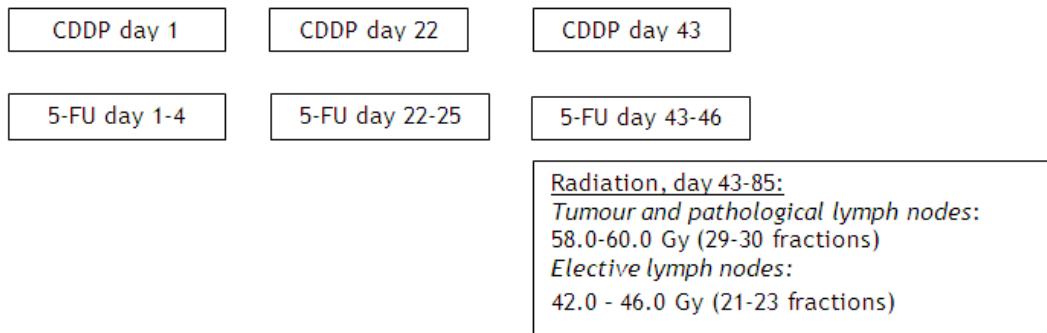 CDDP day 1
CDDP day 22
CDDP day 43
5-FU day 1-4
5-FU day 22-25
5-FU day 43-46
Radiation, day 43-85:
Tumour and pathological lymph nodes:
58.0-60.0 Gy (29-30 fractions)
Elective lymph nodes:
42.0 - 46.0 Gy (21-23 fractions)